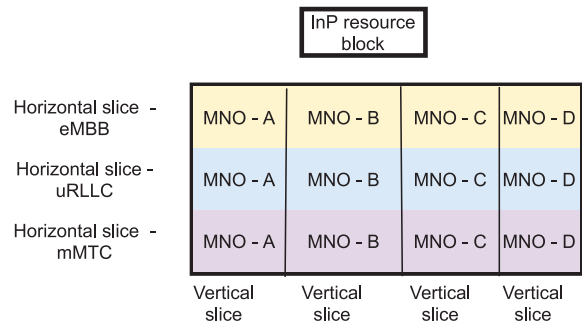 InP resource
block
Horizontal slice -
eMBB
MNO - A MNO - B MNO - C MNO - D
Horizontal slice -
uRLLC
MNO - A MNO - B MNO - C MNO - D
Horizontal slice -
mMTC
MNO - A MNO - B MNO - C MNO - D
Vertical Vertical Vertical Vertical
slice slice slice slice